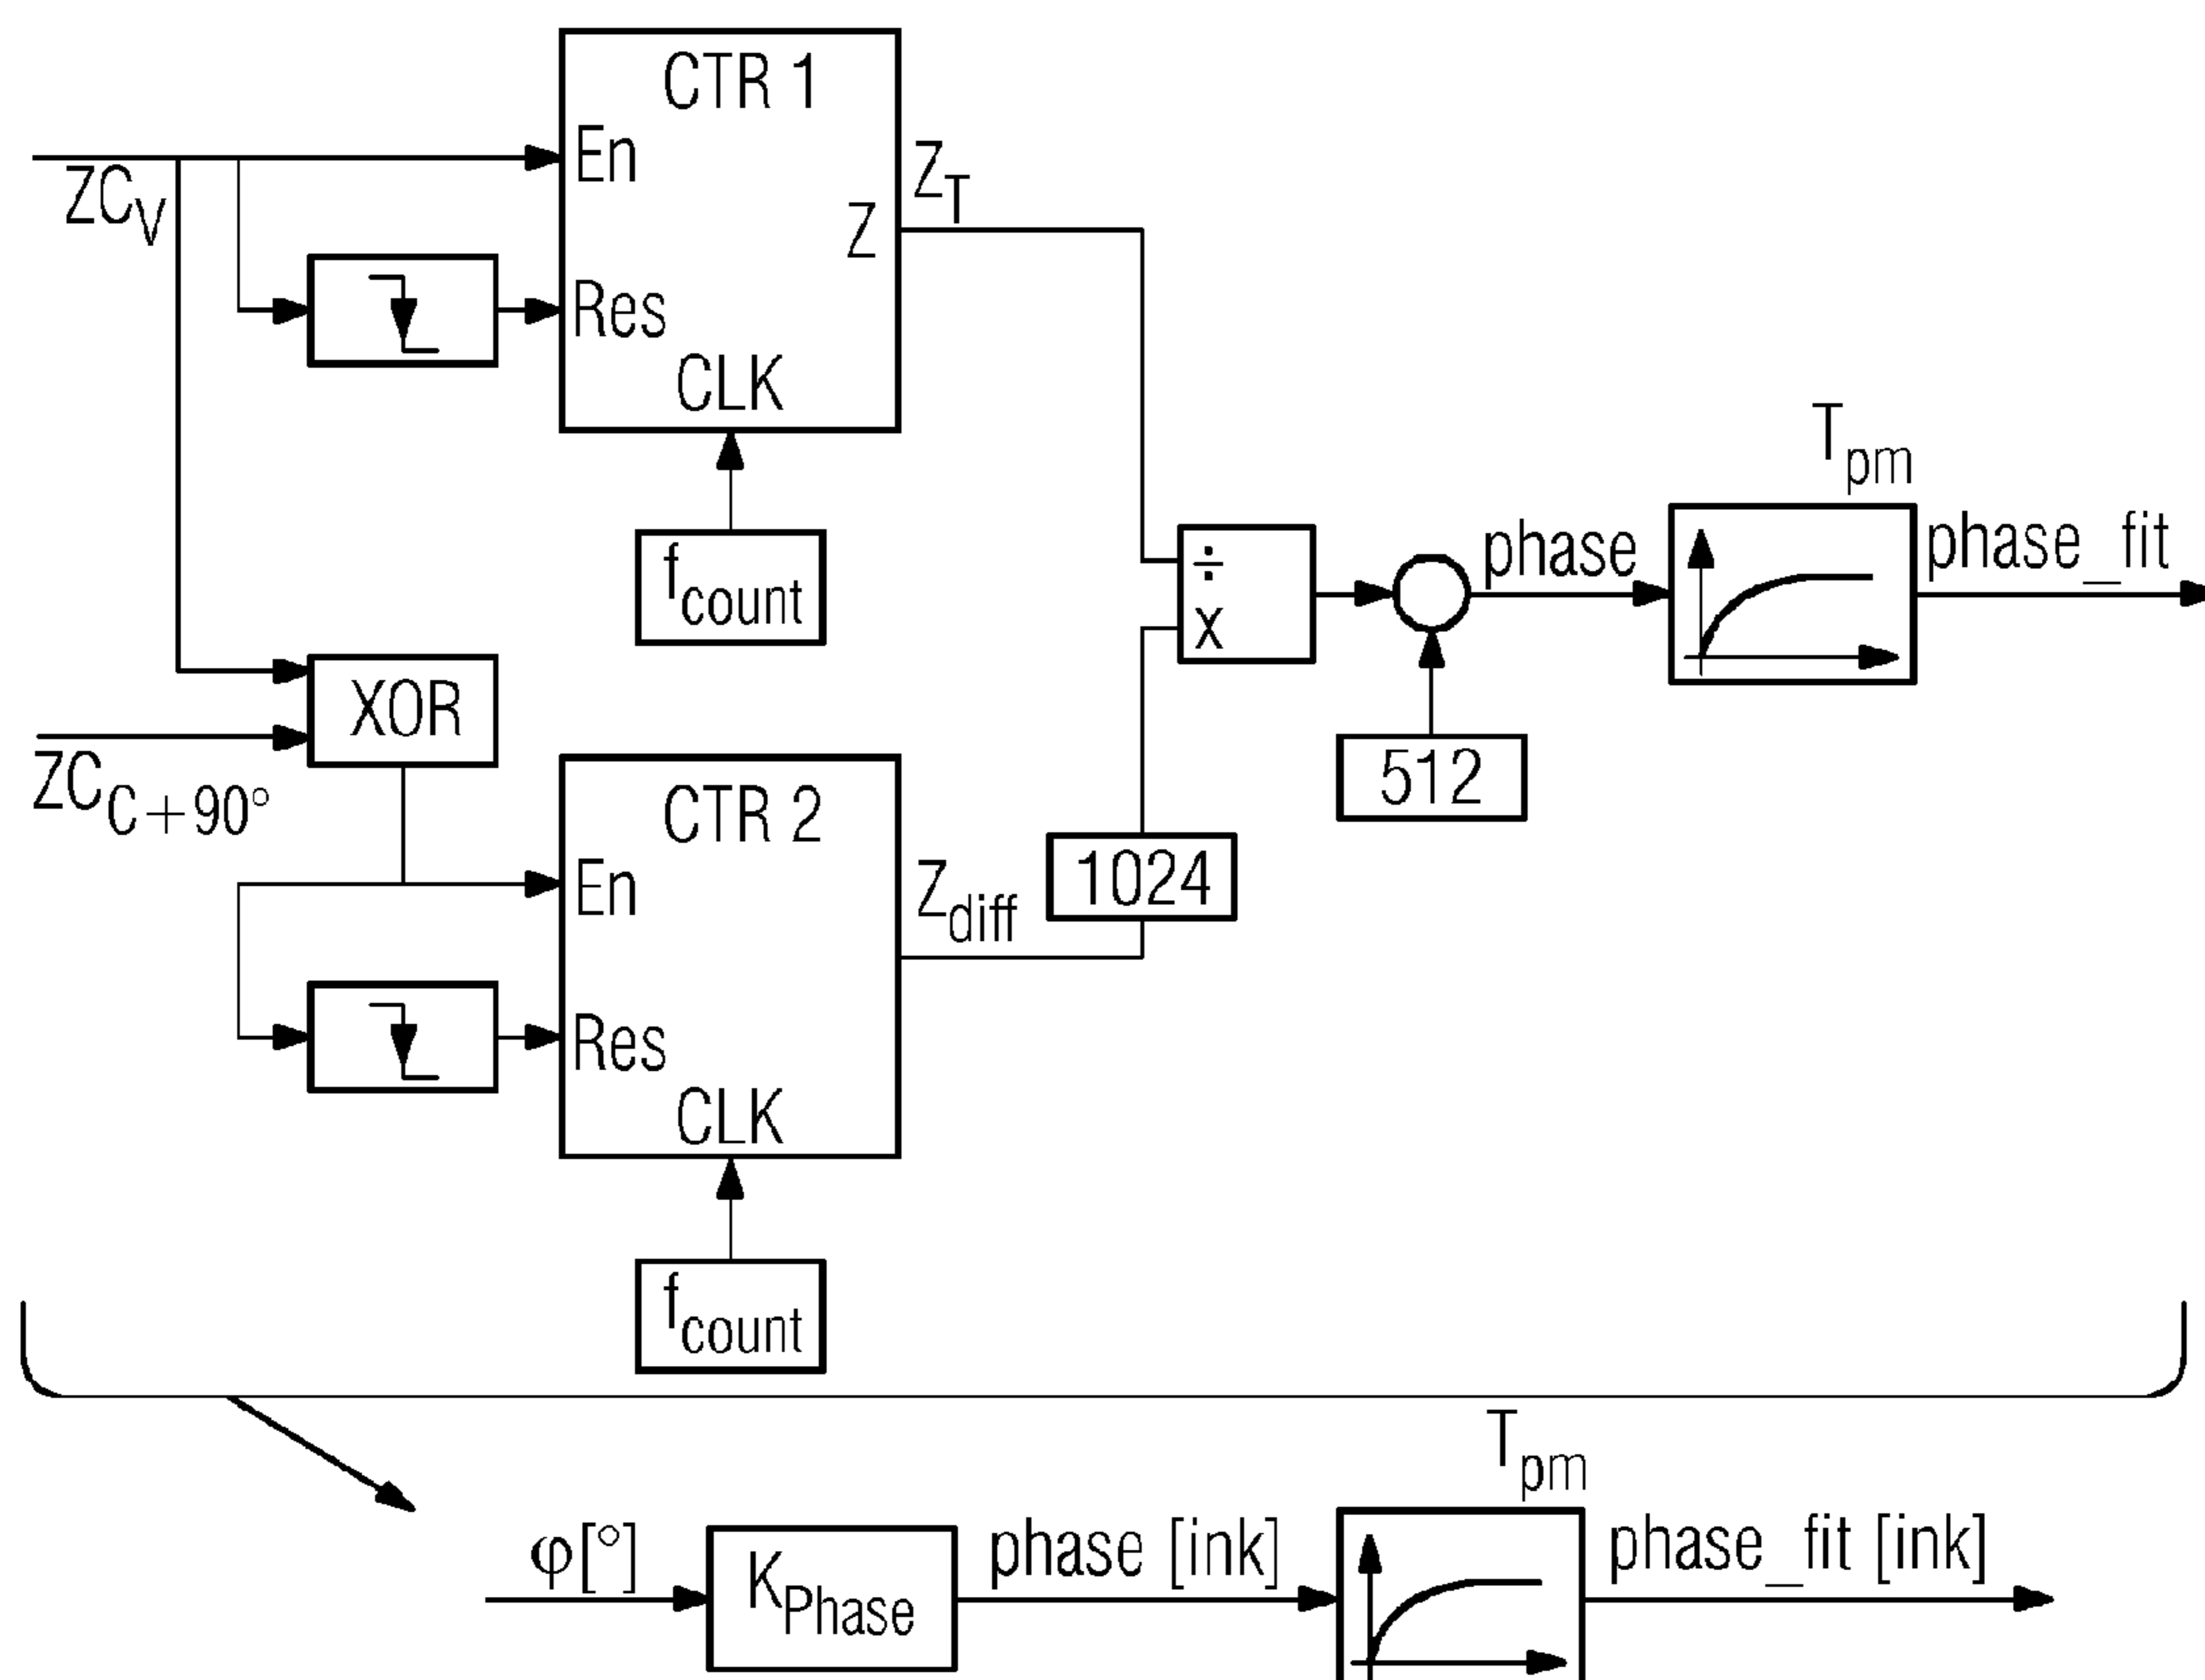 CTR 1
En
ZC_V
Z_T
Z
Res
CLK
f_count
T_pm
÷
x
phase
phase_fit
XOR
ZC_C+90°
512
CTR 2
En
Z_diff
1024
Res
CLK
f_count
T_pm
φ[°]
K_Phase
phase [ink]
phase_fit [ink]